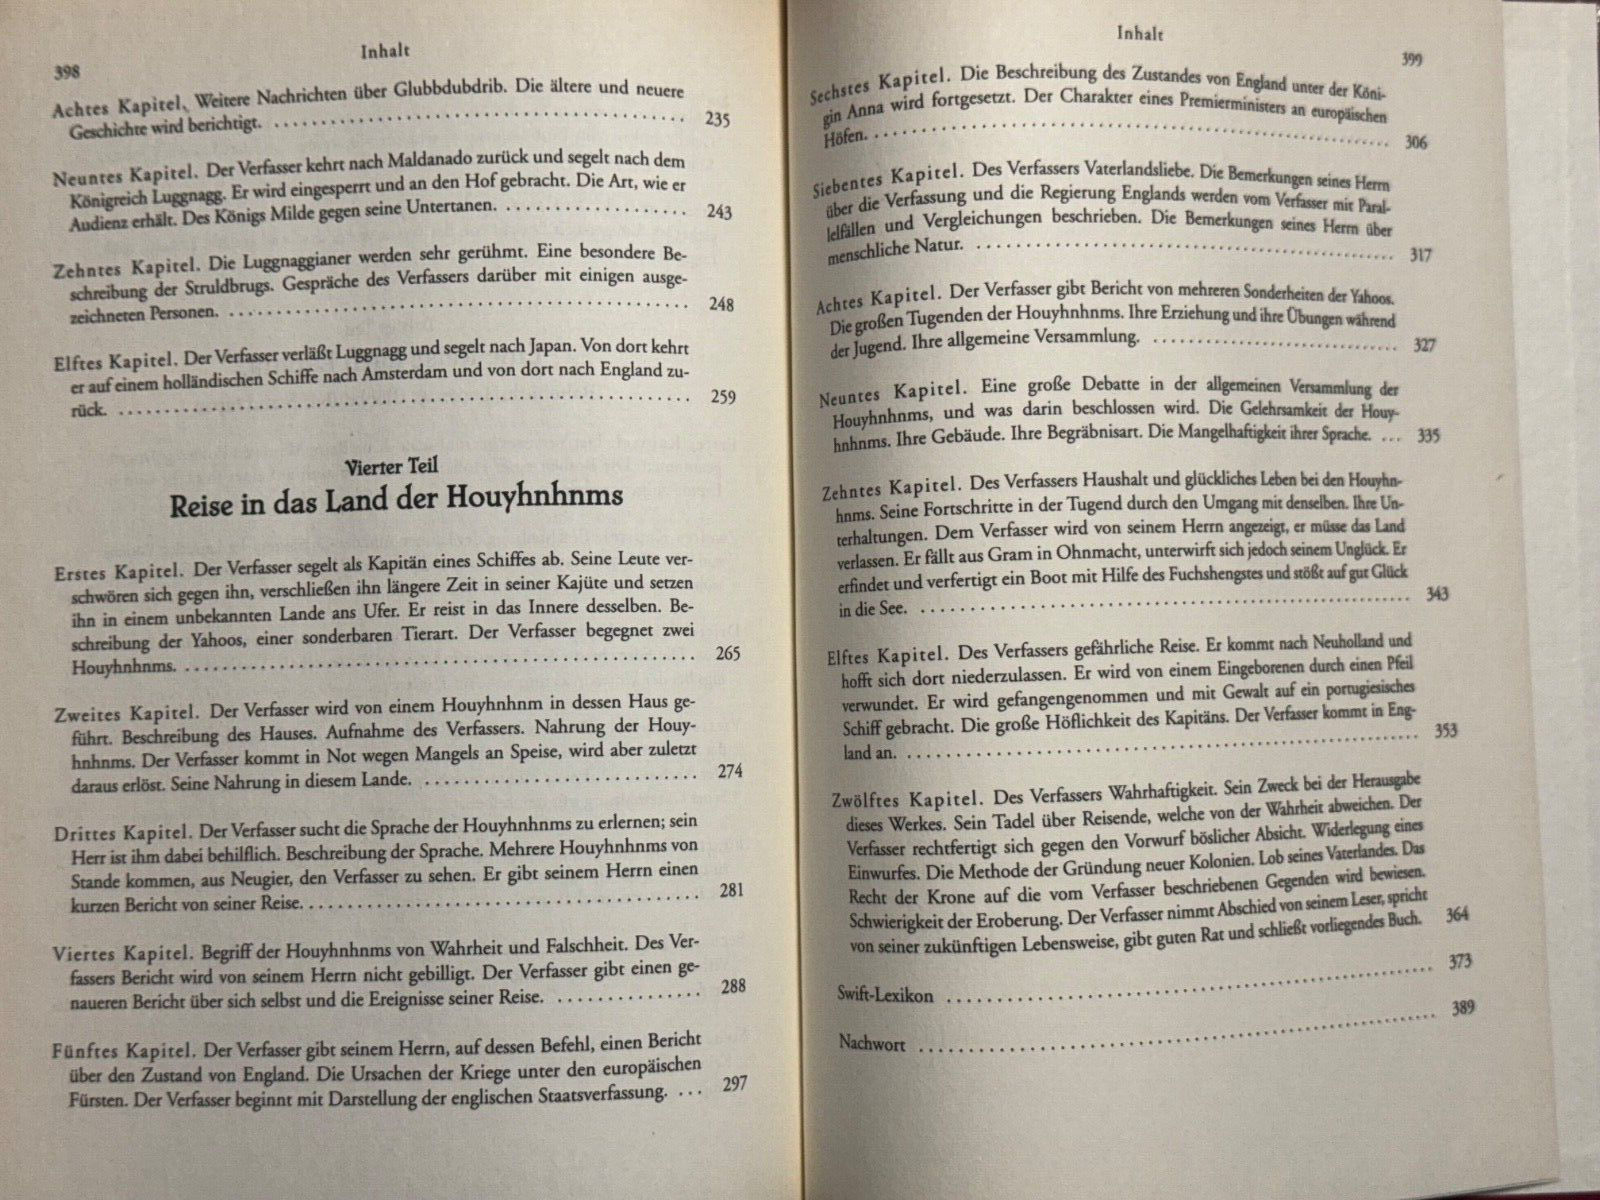 Inhalt
398
Achtes Kapitel. Weitere Nachrichten über Glubbdubdrib. Die ältere und neuere
Geschichte wird berichtigt. . . . . . . . . . . . . . . . . . . . . . . . . . . . . . . . . . . . 235
Neuntes Kapitel. Der Verfasser kehrt nach Maldanado zurück und segelt nach dem
Königreich Luggnagg. Er wird eingesperrt und an den Hof gebracht. Die Art, wie er
Audienz erhält. Des Königs Milde gegen seine Untertanen. . . . . . . . . . . . . . . . 243
Zehntes Kapitel. Die Luggnaggianer werden sehr gerühmt. Eine besondere Be-
schreibung der Struldbrugs. Gespräche des Verfassers darüber mit einigen ausge-
zeichneten Personen. . . . . . . . . . . . . . . . . . . . . . . . . . . . . . . . . . . . . . . 248
Elftes Kapitel. Der Verfasser verläßt Luggnagg und segelt nach Japan. Von dort kehrt
er auf einem holländischen Schiffe nach Amsterdam und von dort nach England zu-
rück. . . . . . . . . . . . . . . . . . . . . . . . . . . . . . . . . . . . . . . . . . . . . . . . . 259
Vierter Teil
Reise in das Land der Houyhnhnms
Erstes Kapitel. Der Verfasser segelt als Kapitän eines Schiffes ab. Seine Leute ver-
schwören sich gegen ihn, verschließen ihn längere Zeit in seiner Kajüte und setzen
ihn in einem unbekannten Lande ans Ufer. Er reist in das Innere desselben. Be-
schreibung der Yahoos, einer sonderbaren Tierart. Der Verfasser begegnet zwei
Houyhnhnms. . . . . . . . . . . . . . . . . . . . . . . . . . . . . . . . . . . . . . . . . . . 265
Zweites Kapitel. Der Verfasser wird von einem Houyhnhnm in dessen Haus ge-
führt. Beschreibung des Hauses. Aufnahme des Verfassers. Nahrung der Houy-
hnhnms. Der Verfasser kommt in Not wegen Mangels an Speise, wird aber zuletzt
daraus erlöst. Seine Nahrung in diesem Lande. . . . . . . . . . . . . . . . . . . . . . . 274
Drittes Kapitel. Der Verfasser sucht die Sprache der Houyhnhnms zu erlernen; sein
Herr ist ihm dabei behilflich. Beschreibung der Sprache. Mehrere Houyhnhnms von
Stande kommen, aus Neugier, den Verfasser zu sehen. Er gibt seinem Herrn einen
kurzen Bericht von seiner Reise. . . . . . . . . . . . . . . . . . . . . . . . . . . . . . . . . 281
Viertes Kapitel. Begriff der Houyhnhnms von Wahrheit und Falschheit. Des Ver-
fassers Bericht wird von seinem Herrn nicht gebilligt. Der Verfasser gibt einen ge-
naueren Bericht über sich selbst und die Ereignisse seiner Reise. . . . . . . . . . . . . 288
Fünftes Kapitel. Der Verfasser gibt seinem Herrn, auf dessen Befehl, einen Bericht
über den Zustand von England. Die Ursachen der Kriege unter den europäischen
Fürsten. Der Verfasser beginnt mit Darstellung der englischen Staatsverfassung. . . . 297
Inhalt
399
Sechstes Kapitel. Die Beschreibung des Zustandes von England unter der Köni-
gin Anna wird fortgesetzt. Der Charakter eines Premierministers an europäischen
Höfen. . . . . . . . . . . . . . . . . . . . . . . . . . . . . . . . . . . . . . . . . . . . . . . . 306
Siebentes Kapitel. Des Verfassers Vaterlandsliebe. Die Bemerkungen seines Herrn
über die Verfassung und die Regierung Englands werden vom Verfasser mit Paral-
lelfällen und Vergleichungen beschrieben. Die Bemerkungen seines Herrn über
menschliche Natur. . . . . . . . . . . . . . . . . . . . . . . . . . . . . . . . . . . . . . . . 317
Achtes Kapitel. Der Verfasser gibt Bericht von mehreren Sonderheiten der Yahoos.
Die großen Tugenden der Houyhnhnms. Ihre Erziehung und ihre Übungen während
der Jugend. Ihre allgemeine Versammlung. . . . . . . . . . . . . . . . . . . . . . . . . 327
Neuntes Kapitel. Eine große Debatte in der allgemeinen Versammlung der
Houyhnhnms, und was darin beschlossen wird. Die Gelehrsamkeit der Houy-
hnhnms. Ihre Gebäude. Ihre Begräbnisart. Die Mangelhaftigkeit ihrer Sprache. . . . 335
Zehntes Kapitel. Des Verfassers Haushalt und glückliches Leben bei den Houyhn-
hnms. Seine Fortschritte in der Tugend durch den Umgang mit denselben. Ihre Un-
terhaltungen. Dem Verfasser wird von seinem Herrn angezeigt, er müsse das Land
verlassen. Er fällt aus Gram in Ohnmacht, unterwirft sich jedoch seinem Unglück. Er
erfindet und verfertigt ein Boot mit Hilfe des Fuchshengstes und stößt auf gut Glück
in die See. . . . . . . . . . . . . . . . . . . . . . . . . . . . . . . . . . . . . . . . . . . . . 343
Elftes Kapitel. Des Verfassers gefährliche Reise. Er kommt nach Neuholland und
hofft sich dort niederzulassen. Er wird von einem Eingeborenen durch einen Pfeil
verwundet. Er wird gefangengenommen und mit Gewalt auf ein portugiesisches
Schiff gebracht. Die große Höflichkeit des Kapitäns. Der Verfasser kommt in Eng-
land an. . . . . . . . . . . . . . . . . . . . . . . . . . . . . . . . . . . . . . . . . . . . . . . 353
Zwölftes Kapitel. Des Verfassers Wahrhaftigkeit. Sein Zweck bei der Herausgabe
dieses Werkes. Sein Tadel über Reisende, welche von der Wahrheit abweichen. Der
Verfasser rechtfertigt sich gegen den Vorwurf böslicher Absicht. Widerlegung eines
Einwurfes. Die Methode der Gründung neuer Kolonien. Lob seines Vaterlandes. Das
Recht der Krone auf die vom Verfasser beschriebenen Gegenden wird bewiesen.
Schwierigkeit der Eroberung. Der Verfasser nimmt Abschied von seinem Leser, spricht
von seiner zukünftigen Lebensweise, gibt guten Rat und schließt vorliegendes Buch. 364
Swift-Lexikon . . . . . . . . . . . . . . . . . . . . . . . . . . . . . . . . . . . . . . . . . . 373
Nachwort . . . . . . . . . . . . . . . . . . . . . . . . . . . . . . . . . . . . . . . . . . . . . 389